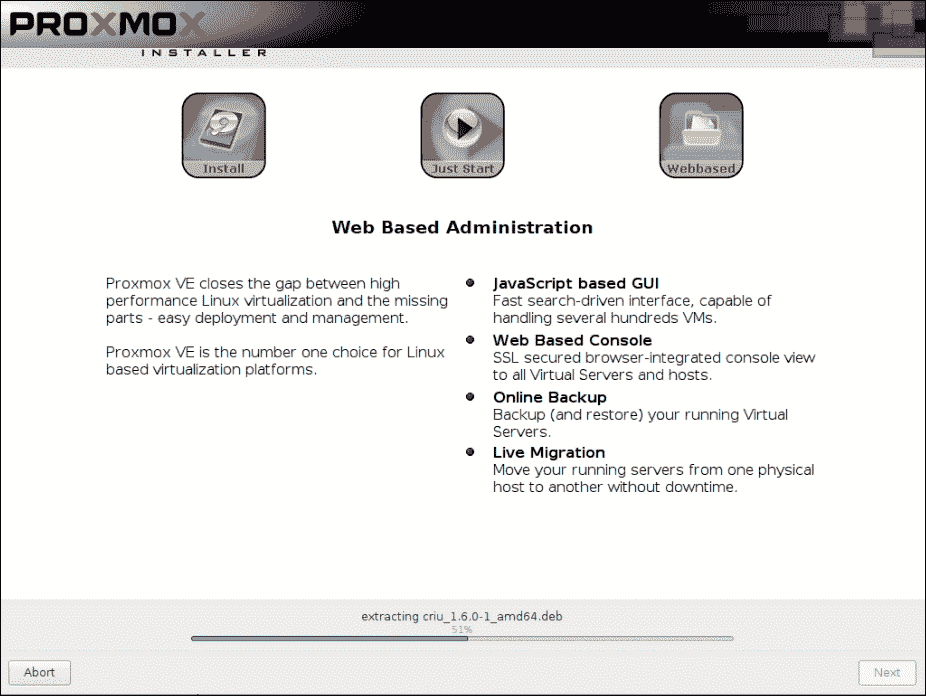 PROXMOX
INSTALLER
Install
Just Start
Webbased
Web Based Administration
Proxmox VE closes the gap between high
performance Linux virtualization and the missing
parts - easy deployment and management.
Proxmox VE is the number one choice for Linux
based virtualization platforms.
JavaScript based GUI
Fast search-driven interface, capable of
handling several hundreds VMs.
Web Based Console
SSL secured browser-integrated console view
to all Virtual Servers and hosts.
Online Backup
Backup (and restore) your running Virtual
Servers.
Live Migration
Move your running servers from one physical
host to another without downtime.
extracting criu_1.6.0-1_amd64.deb
51%
Abort
Next